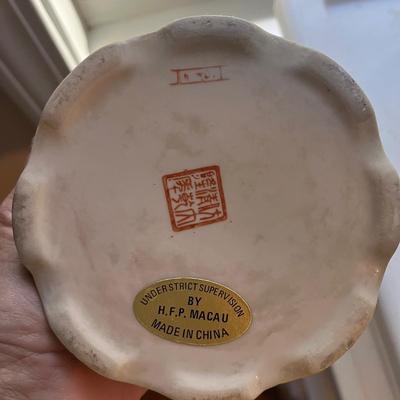 UNDER STRICT SUPERVISION
BY
H.F.P. MACAU
MADE IN CHINA